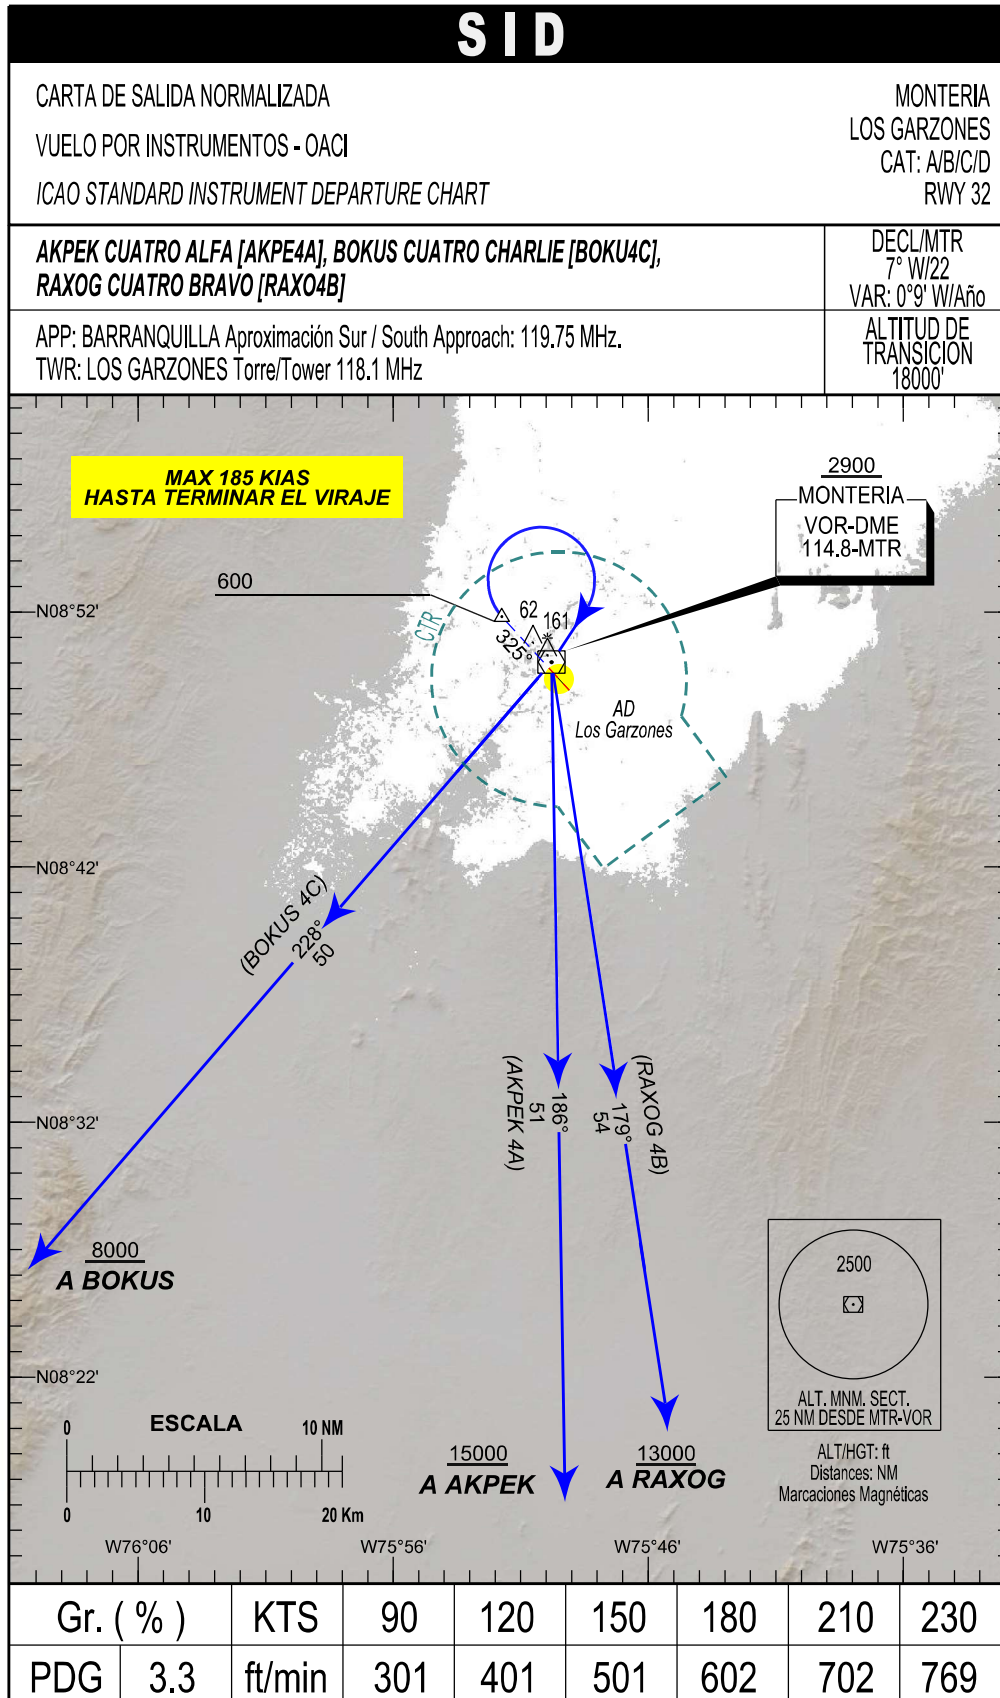 SID
CARTA DE SALIDA NORMALIZADA
VUELO POR INSTRUMENTOS - OACI
ICAO STANDARD INSTRUMENT DEPARTURE CHART
MONTERIA
LOS GARZONES
CAT: A/B/C/D
RWY 32
AKPEK CUATRO ALFA [AKPE4A], BOKUS CUATRO CHARLIE [BOKU4C],
RAXOG CUATRO BRAVO [RAXO4B]
DECL/MTR
7° W/22
VAR: 0°9' W/Año
APP: BARRANQUILLA Aproximación Sur / South Approach: 119.75 MHz.
TWR: LOS GARZONES Torre/Tower 118.1 MHz
ALTITUD DE
TRANSICION
18000'
MAX 185 KIAS
HASTA TERMINAR EL VIRAJE
2900
MONTERIA
VOR-DME
114.8-MTR
600
62
161
N08°52'
CTR
325°
AD
Los Garzones
N08°42'
(BOKUS 4C)
228°
50
(AKPEK 4A)
186°
51
(RAXOG 4B)
179°
54
N08°32'
8000
A BOKUS
2500
ALT. MNM. SECT.
25 NM DESDE MTR-VOR
N08°22'
0 ESCALA 10 NM
0 10 20 Km
15000
A AKPEK
13000
A RAXOG
ALT/HGT: ft
Distances: NM
Marcaciones Magnéticas
W76°06' W75°56' W75°46' W75°36'
Gr. ( % ) KTS 90 120 150 180 210 230
PDG 3.3 ft/min 301 401 501 602 702 769